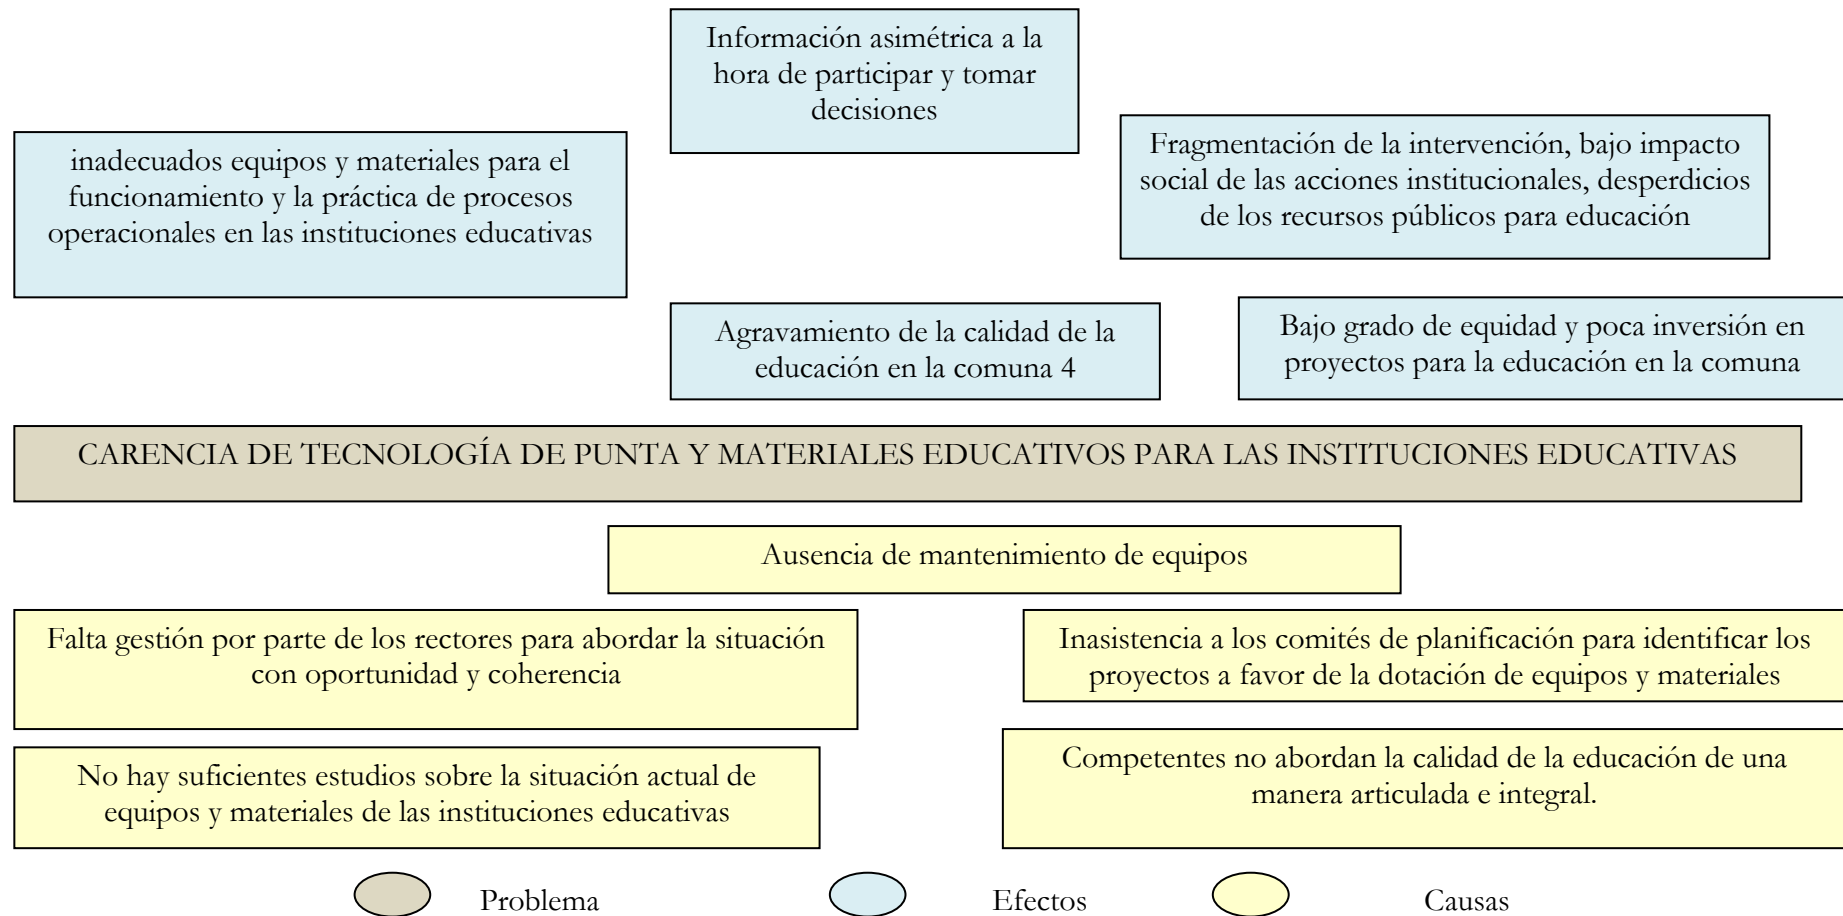 Información asimétrica a la
hora de participar y tomar
decisiones
inadecuados equipos y materiales para el
funcionamiento y la práctica de procesos
operacionales en las instituciones educativas
Fragmentación de la intervención, bajo impacto
social de las acciones institucionales, desperdicios
de los recursos públicos para educación
Agravamiento de la calidad de la
educación en la comuna 4
Bajo grado de equidad y poca inversión en
proyectos para la educación en la comuna
CARENCIA DE TECNOLOGÍA DE PUNTA Y MATERIALES EDUCATIVOS PARA LAS INSTITUCIONES EDUCATIVAS
Ausencia de mantenimiento de equipos
Falta gestión por parte de los rectores para abordar la situación
con oportunidad y coherencia
Inasistencia a los comités de planificación para identificar los
proyectos a favor de la dotación de equipos y materiales
No hay suficientes estudios sobre la situación actual de
equipos y materiales de las instituciones educativas
Competentes no abordan la calidad de la educación de una
manera articulada e integral.
Problema
Efectos
Causas